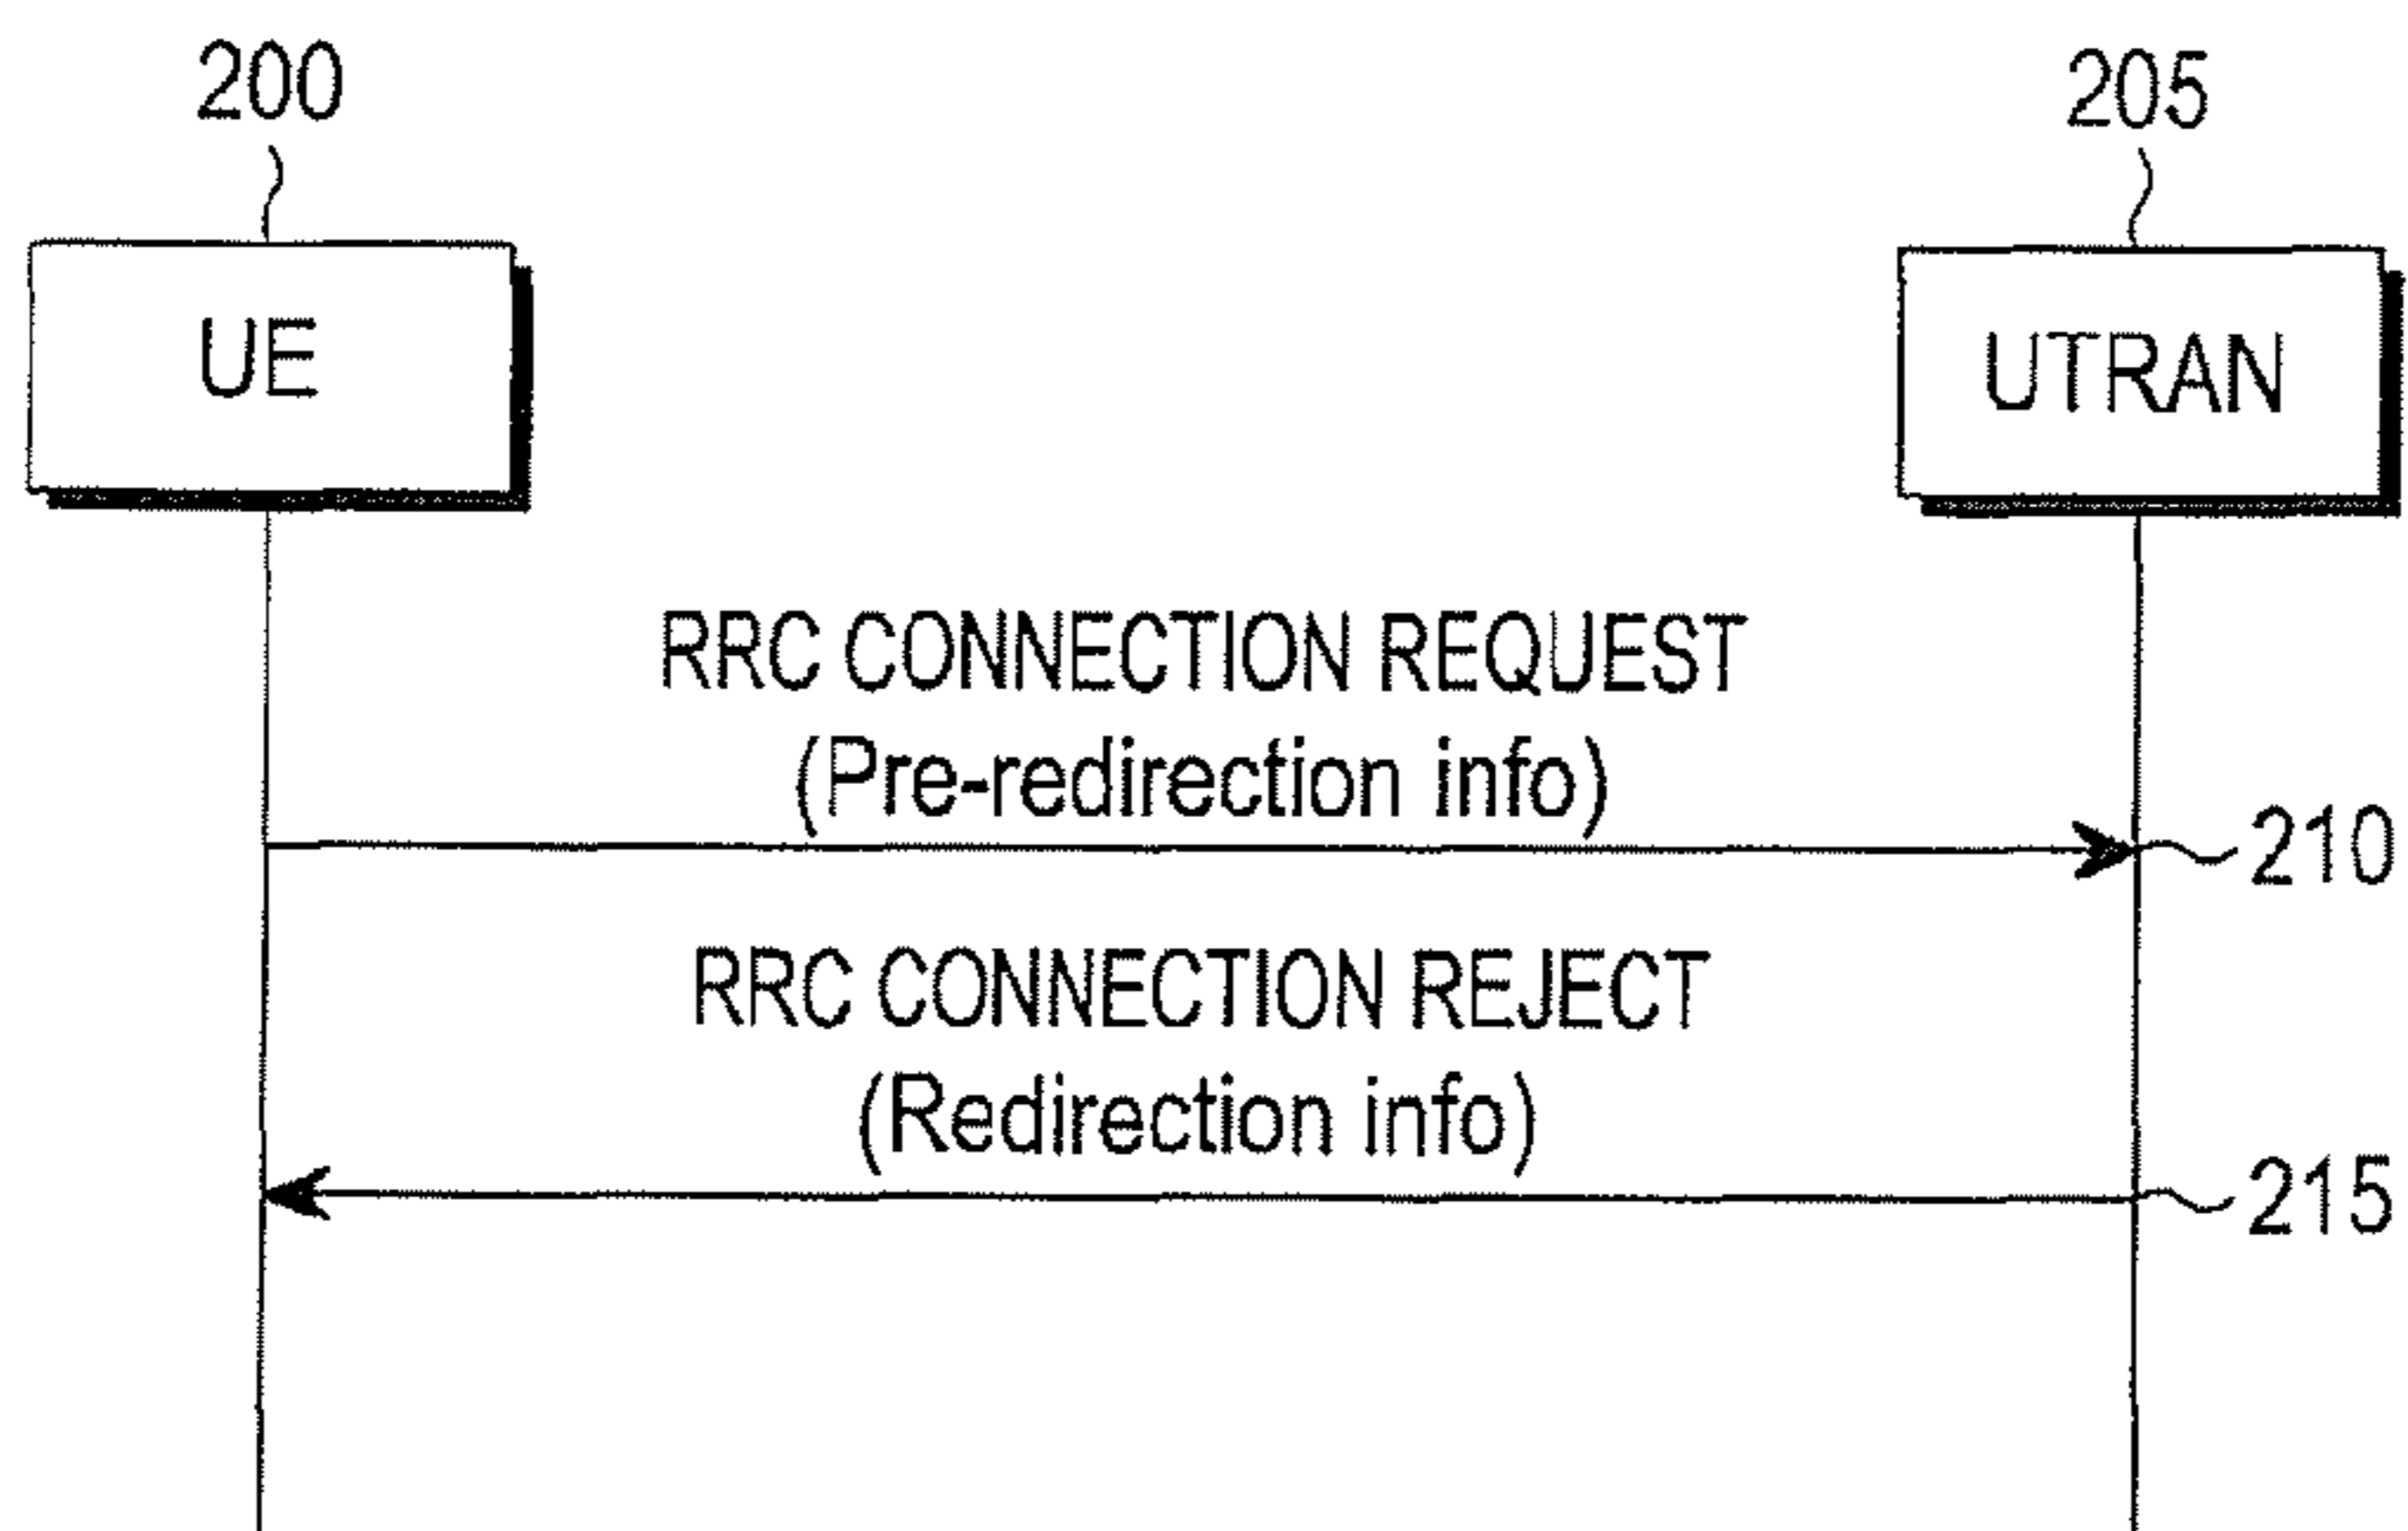 200
205
UE
UTRAN
RRC CONNECTION REQUEST
(Pre-redirection info)
210
RRC CONNECTION REJECT
(Redirection info)
215